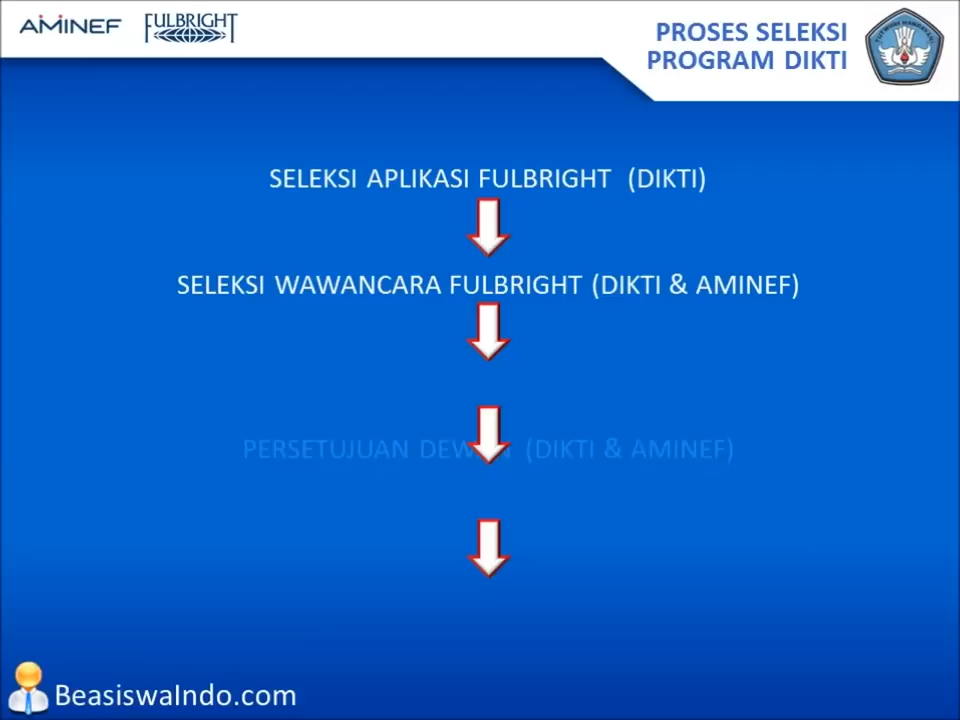 AMINEF
FULBRIGHT
PROSES SELEKSI
PROGRAM DIKTI
SELEKSI APLIKASI FULBRIGHT (DIKTI)
SELEKSI WAWANCARA FULBRIGHT (DIKTI & AMINEF)
PERSETUJUAN DEWAN (DIKTI & AMINEF)
BeasiswaIndo.com